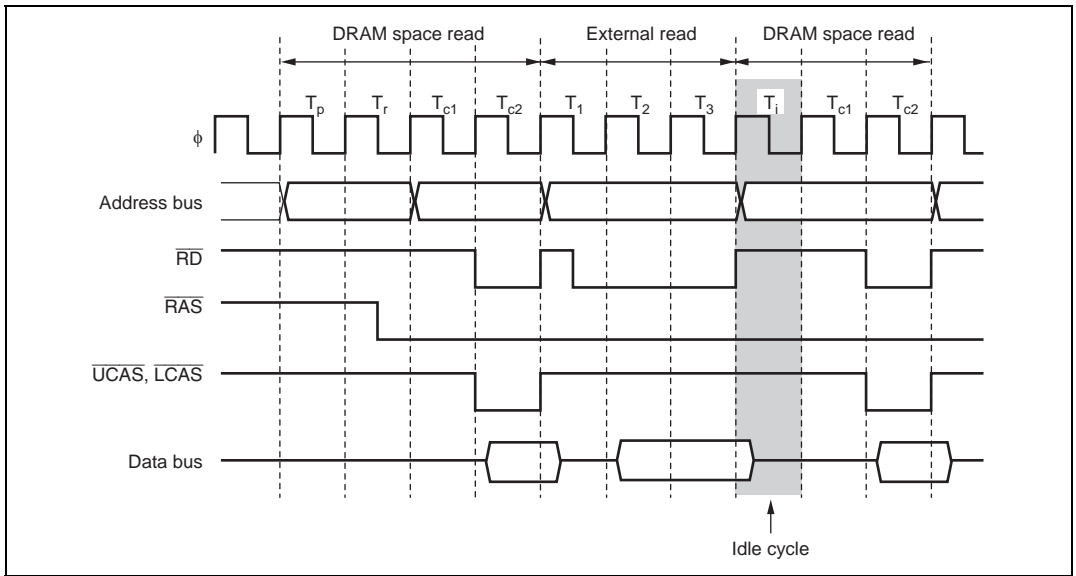 DRAM space read External read DRAM space read
Tp Tr Tc1 Tc2 T1 T2 T3 Ti Tc1 Tc2
ϕ
Address bus
RD
RAS
UCAS, LCAS
Data bus
Idle cycle